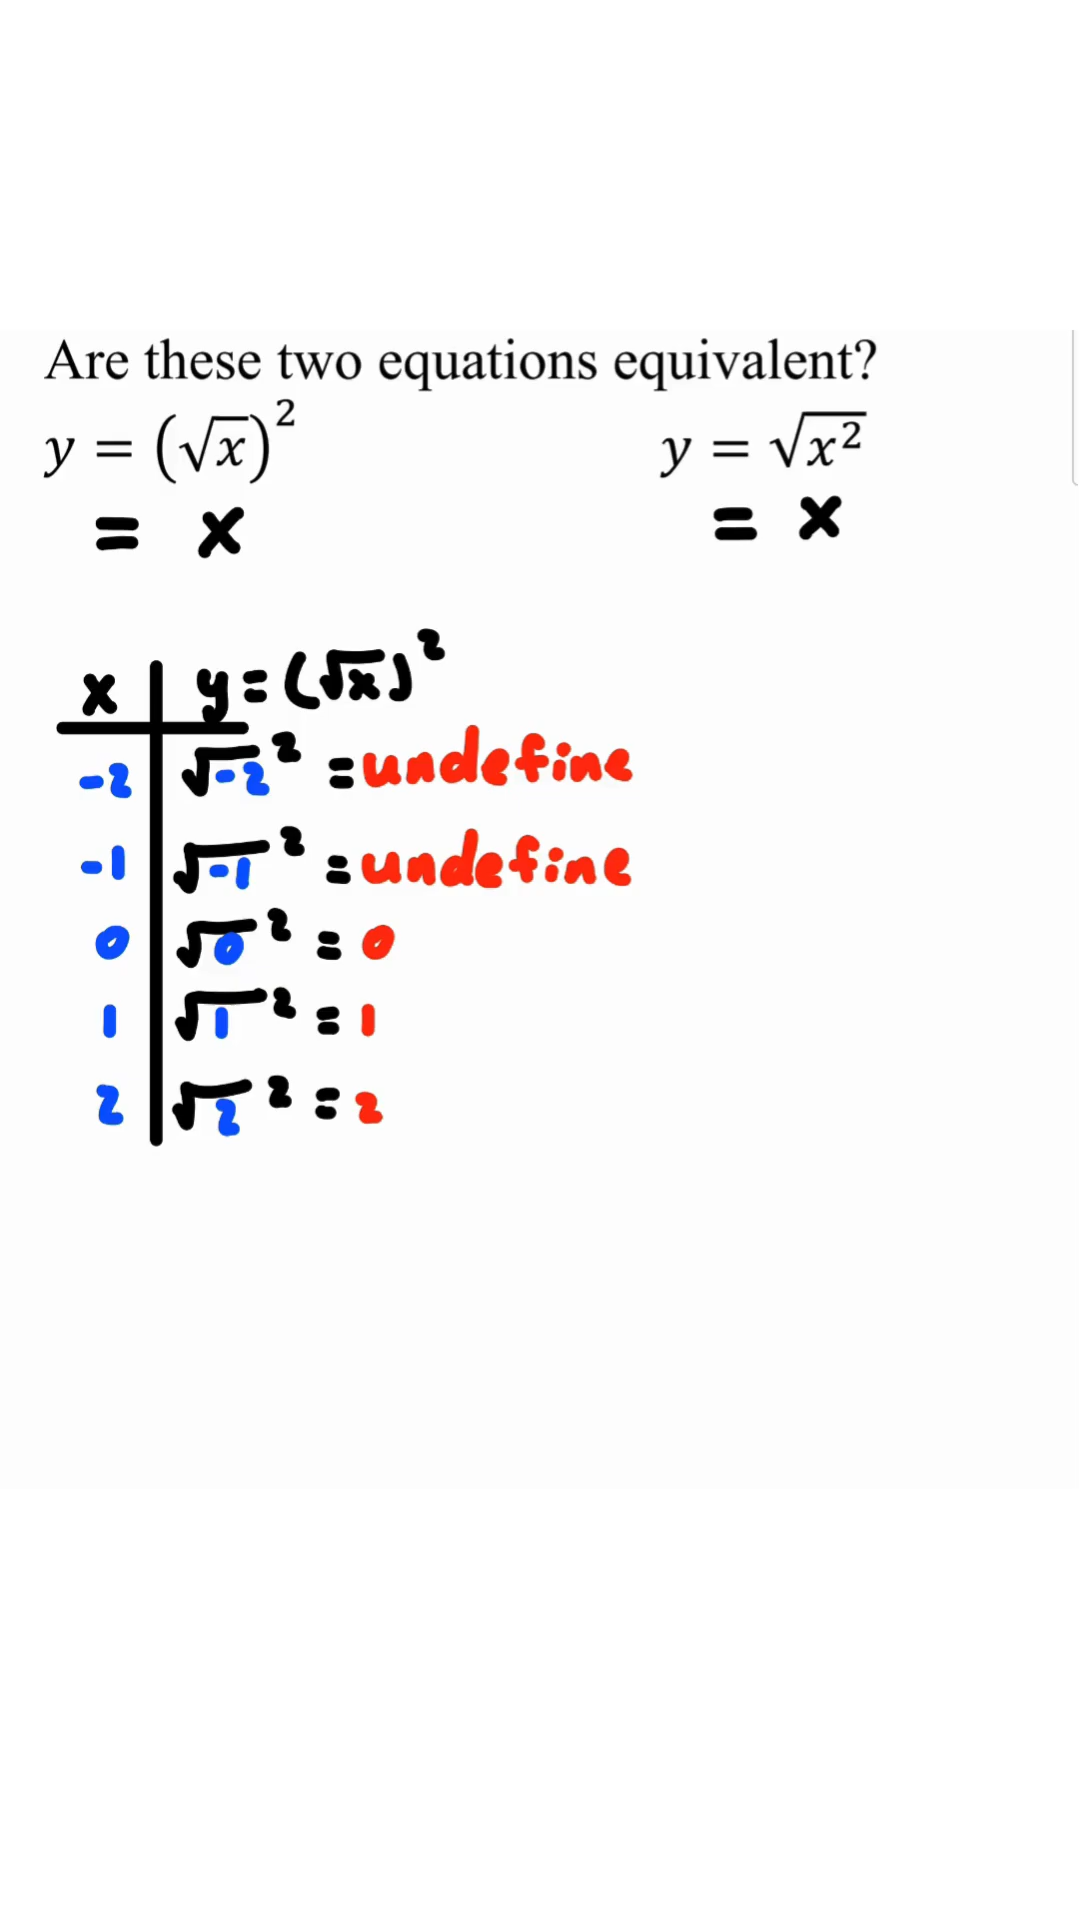 Are these two equations equivalent?
y = (√x)² y = √x²
= x = x
x y = (√x)²
-2 √-2² = undefine
-1 √-1² = undefine
0 √0² = 0
1 √1² = 1
2 √2² = 2